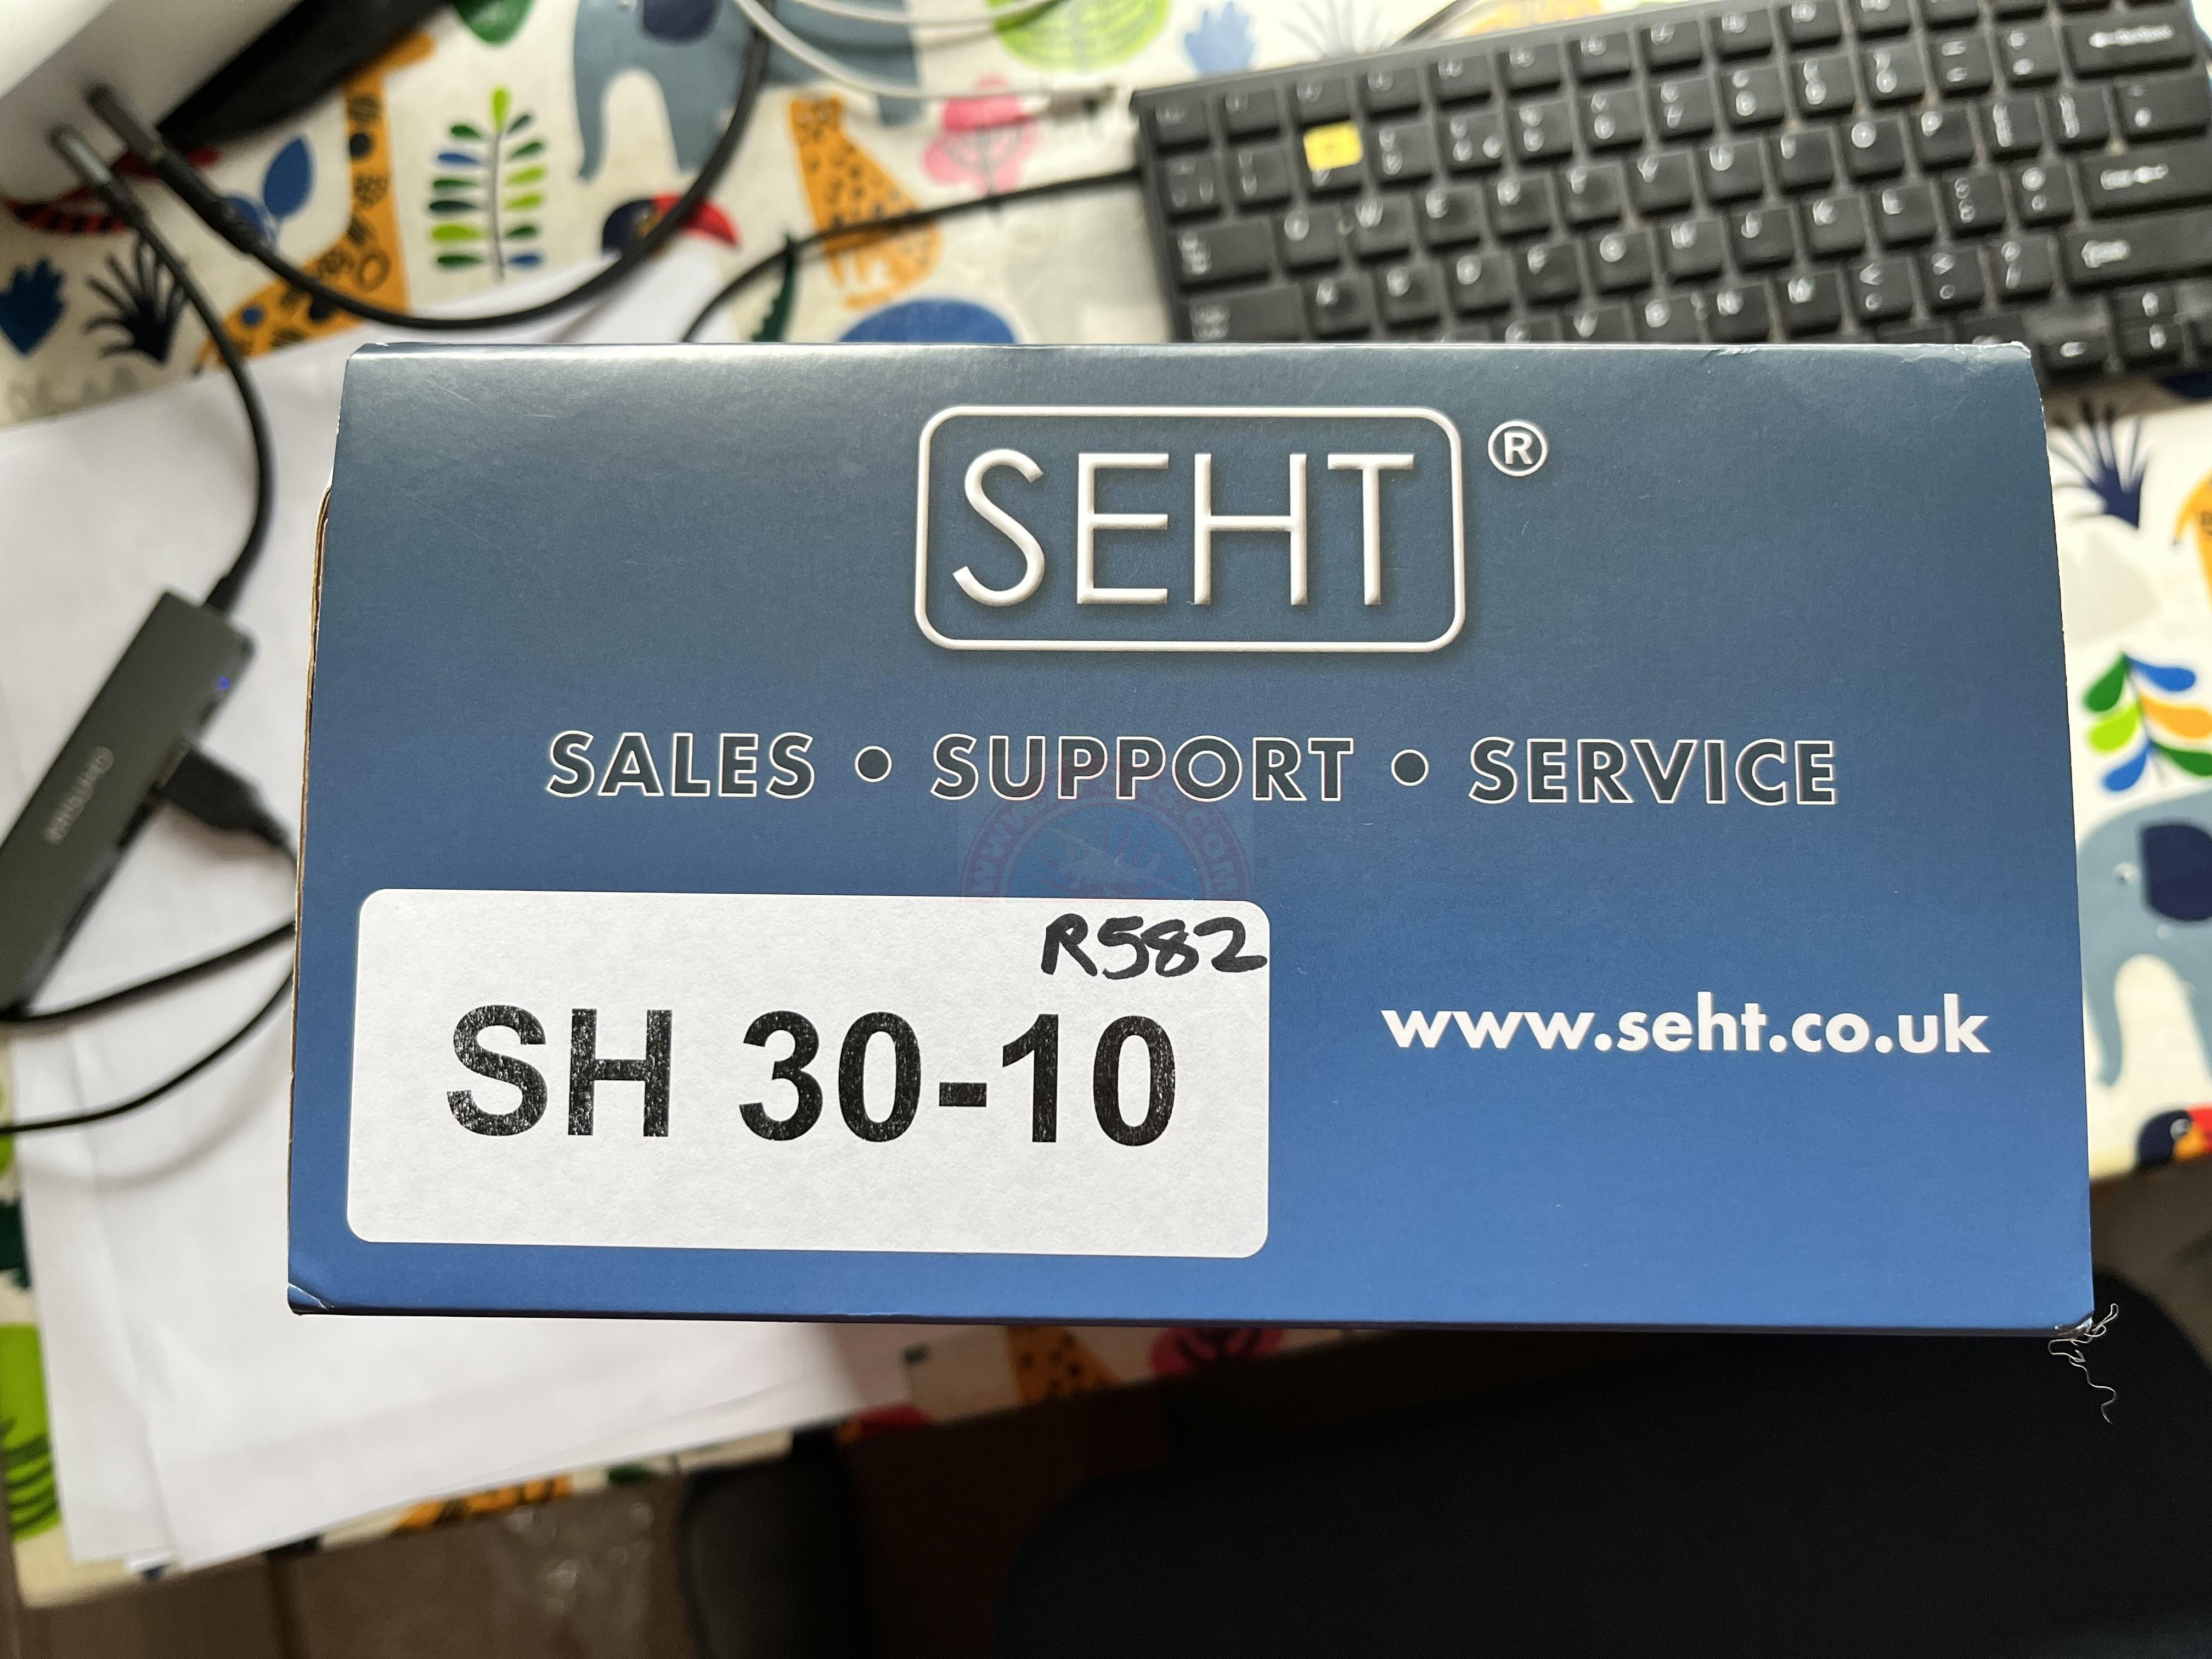 SEHT ®
SALES • SUPPORT • SERVICE
R582
SH 30-10
www.seht.co.uk